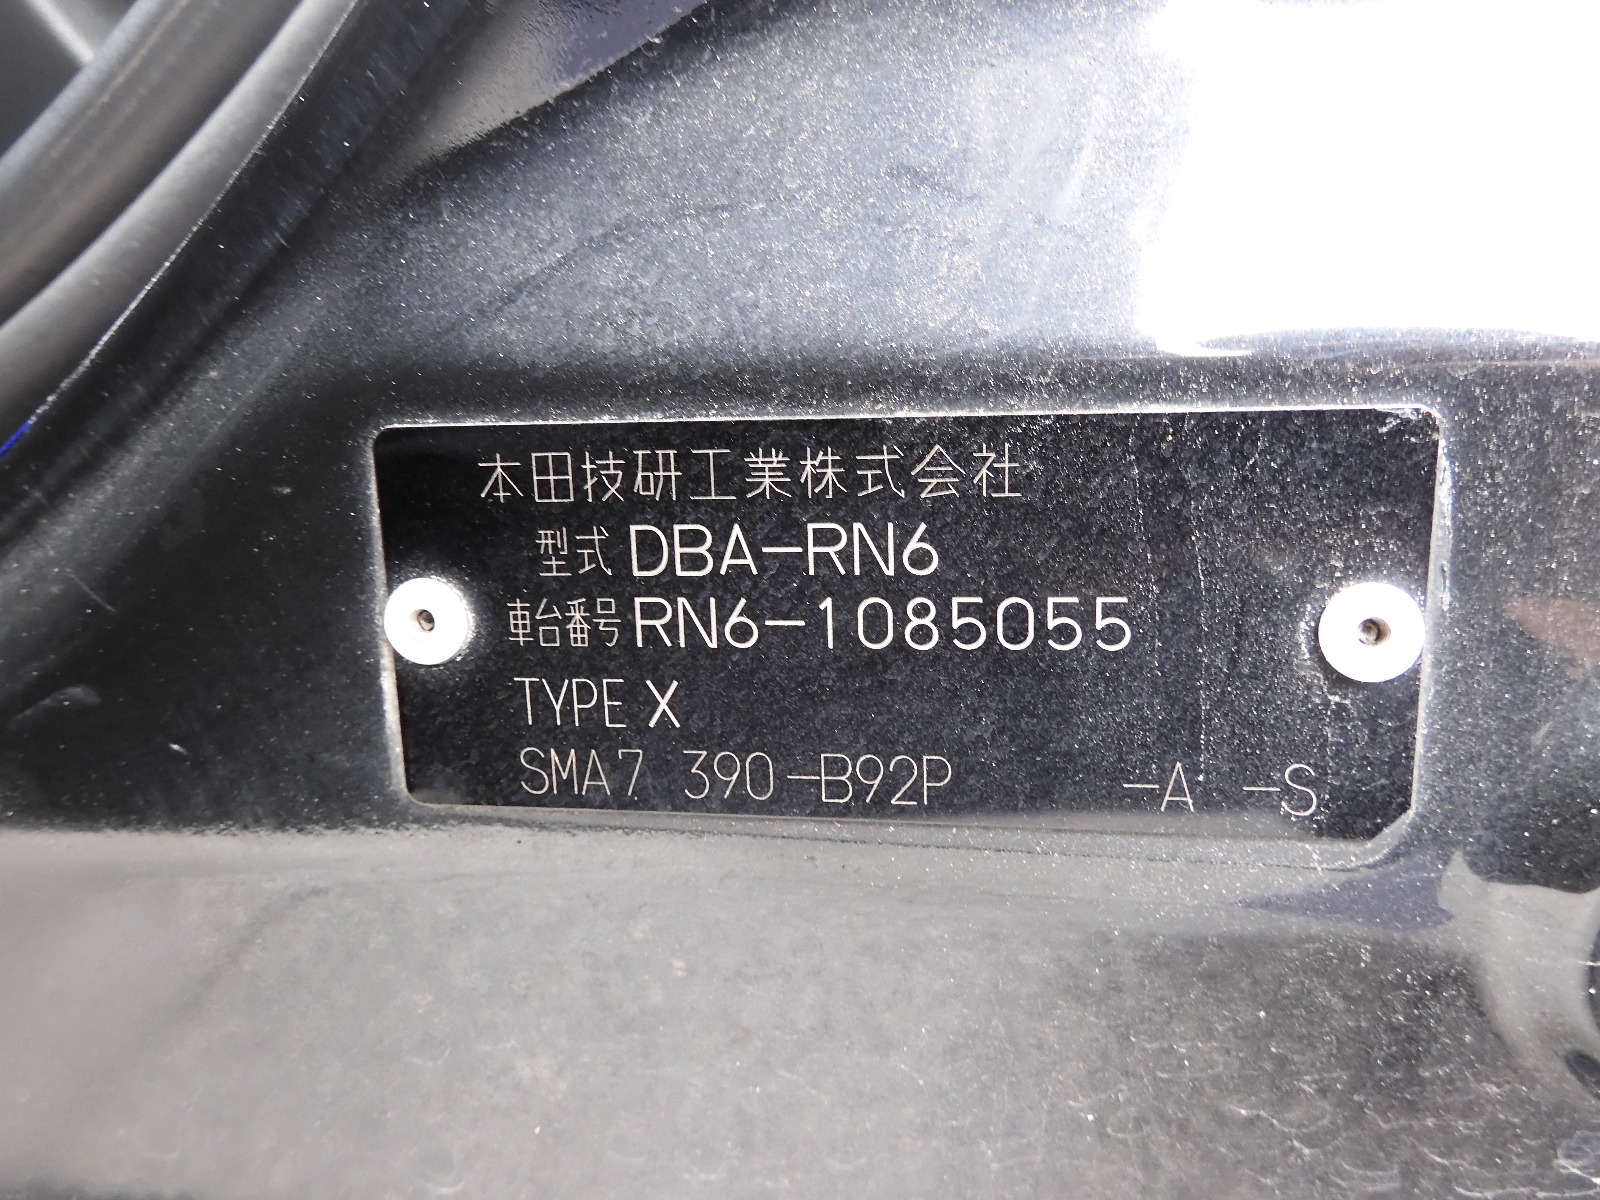 本田技研工業株式会社
型式 DBA-RN6
車台番号 RN6-1085055
TYPE X
SMA7 390-B92P -A -S